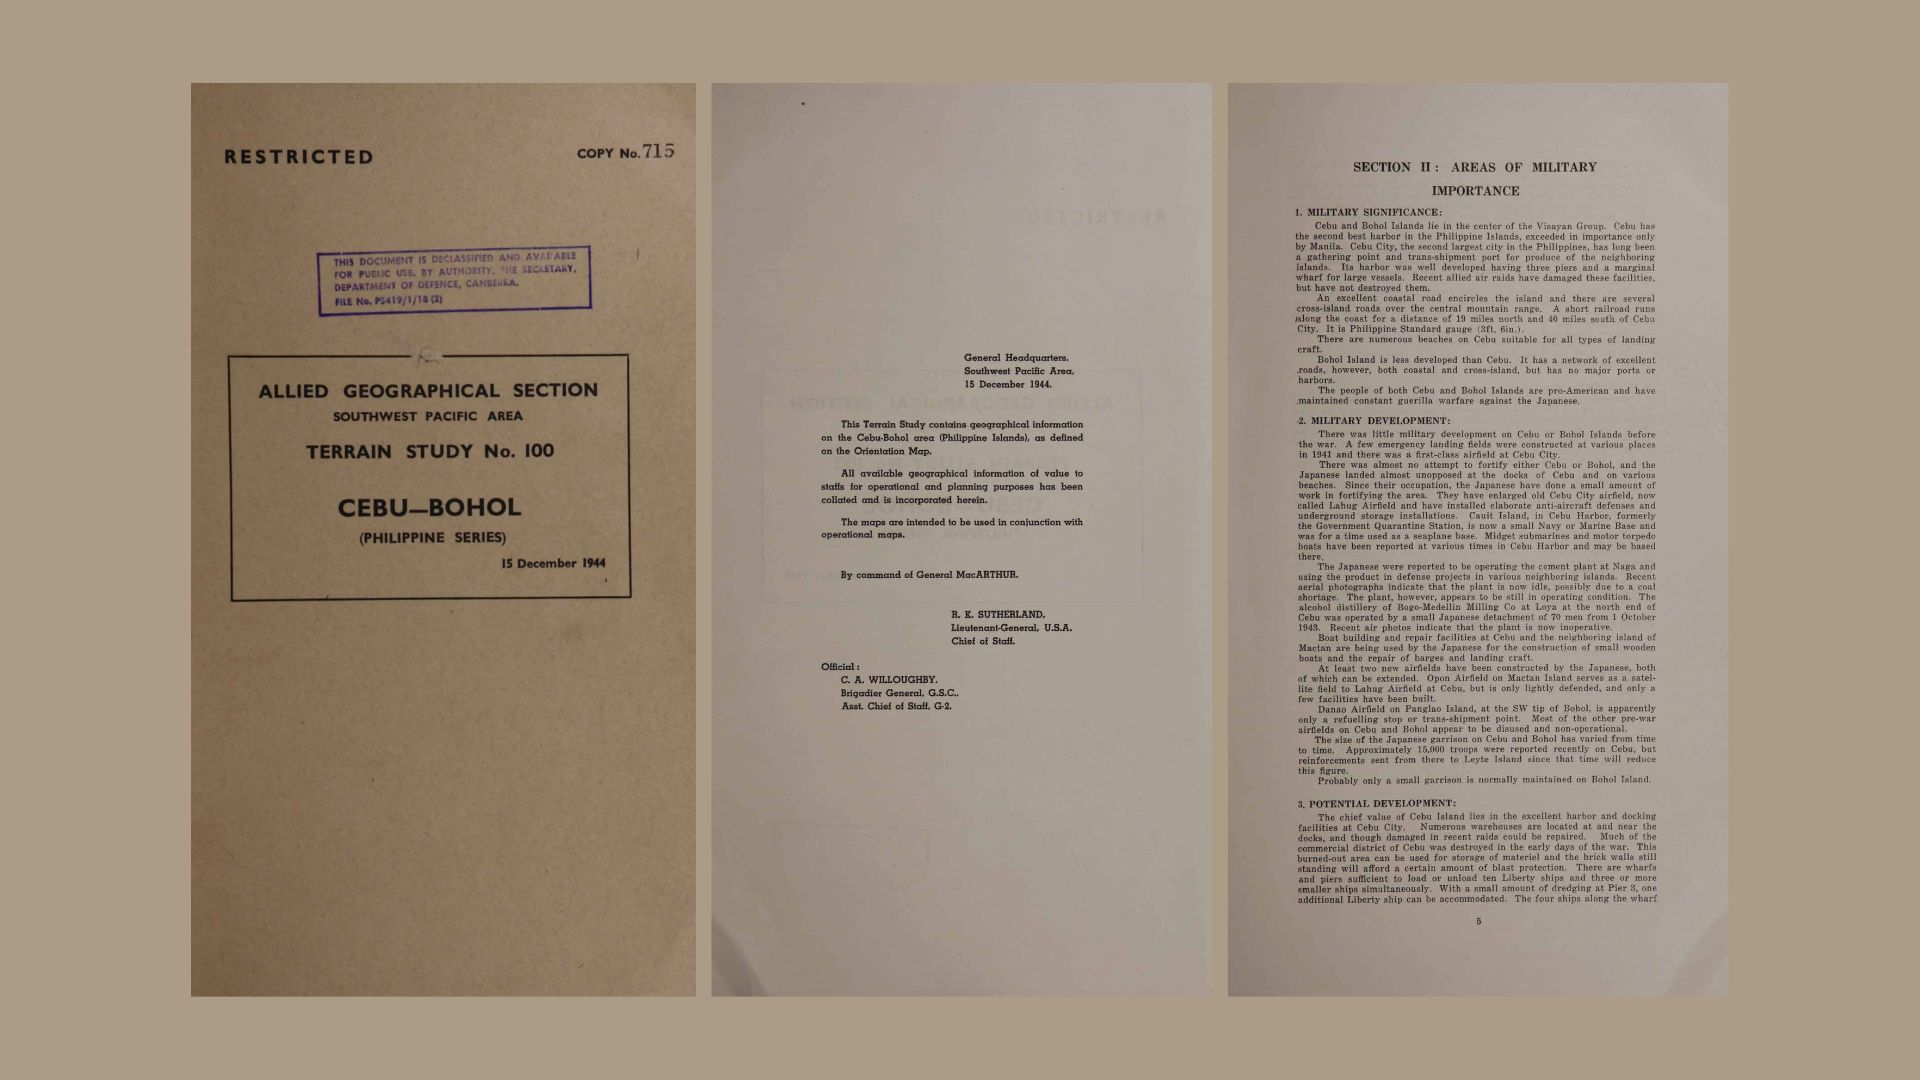 RESTRICTED
COPY No. 715
THIS DOCUMENT IS DECLASSIFIED AND AVAILABLE
FOR PUBLIC USE. BY AUTHORITY, THE SECRETARY,
DEPARTMENT OF DEFENCE, CANBERRA.
FILE No. PS419/1/18 (2)
ALLIED GEOGRAPHICAL SECTION
SOUTHWEST PACIFIC AREA
TERRAIN STUDY No. 100
CEBU—BOHOL
(PHILIPPINE SERIES)
15 December 1944
General Headquarters,
Southwest Pacific Area,
15 December 1944.
This Terrain Study contains geographical information
on the Cebu-Bohol area (Philippine Islands), as defined
on the Orientation Map.
All available geographical information of value to
staffs for operational and planning purposes has been
collated and is incorporated herein.
The maps are intended to be used in conjunction with
operational maps.
By command of General MacARTHUR.
R. K. SUTHERLAND,
Lieutenant-General, U.S.A.
Chief of Staff.
Official :
C. A. WILLOUGHBY,
Brigadier General, G.S.C.,
Asst. Chief of Staff, G-2.
SECTION II : AREAS OF MILITARY
IMPORTANCE
1. MILITARY SIGNIFICANCE:
Cebu and Bohol Islands lie in the center of the Visayan Group. Cebu has
the second best harbor in the Philippine Islands, exceeded in importance only
by Manila. Cebu City, the second largest city in the Philippines, has long been
a gathering point and trans-shipment port for produce of the neighboring
islands. Its harbor was well developed having three piers and a marginal
wharf for large vessels. Recent allied air raids have damaged these facilities,
but have not destroyed them.
An excellent coastal road encircles the island and there are several
cross-island roads over the central mountain range. A short railroad runs
along the coast for a distance of 19 miles north and 40 miles south of Cebu
City. It is Philippine Standard gauge (3ft. 6in.).
There are numerous beaches on Cebu suitable for all types of landing
craft.
Bohol Island is less developed than Cebu. It has a network of excellent
roads, however, both coastal and cross-island, but has no major ports or
harbors.
The people of both Cebu and Bohol Islands are pro-American and have
maintained constant guerilla warfare against the Japanese.
2. MILITARY DEVELOPMENT:
There was little military development on Cebu or Bohol Islands before
the war. A few emergency landing fields were constructed at various places
in 1941 and there was a first-class airfield at Cebu City.
There was almost no attempt to fortify either Cebu or Bohol, and the
Japanese landed almost unopposed at the docks of Cebu and on various
beaches. Since their occupation, the Japanese have done a small amount of
work in fortifying the area. They have enlarged old Cebu City airfield, now
called Lahug Airfield and have installed elaborate anti-aircraft defenses and
underground storage installations. Cauit Island, in Cebu Harbor, formerly
the Government Quarantine Station, is now a small Navy or Marine Base and
was for a time used as a seaplane base. Midget submarines and motor torpedo
boats have been reported at various times in Cebu Harbor and may be based
there.
The Japanese were reported to be operating the cement plant at Naga and
using the product in defense projects in various neighboring islands. Recent
aerial photographs indicate that the plant is now idle, possibly due to a coal
shortage. The plant, however, appears to be still in operating condition. The
alcohol distillery of Bogo-Medellin Milling Co at Loya at the north end of
Cebu was operated by a small Japanese detachment of 70 men from 1 October
1943. Recent air photos indicate that the plant is now inoperative.
Boat building and repair facilities at Cebu and the neighboring island of
Mactan are being used by the Japanese for the construction of small wooden
boats and the repair of barges and landing craft.
At least two new airfields have been constructed by the Japanese, both
of which can be extended. Opon Airfield on Mactan Island serves as a satel-
lite field to Lahug Airfield at Cebu, but is only lightly defended, and only a
few facilities have been built.
Danao Airfield on Panglao Island, at the SW tip of Bohol, is apparently
only a refuelling stop or trans-shipment point. Most of the other pre-war
airfields on Cebu and Bohol appear to be disused and non-operational.
The size of the Japanese garrison on Cebu and Bohol has varied from time
to time. Approximately 15,000 troops were reported recently on Cebu, but
reinforcements sent from there to Leyte Island since that time will reduce
this figure.
Probably only a small garrison is normally maintained on Bohol Island.
3. POTENTIAL DEVELOPMENT:
The chief value of Cebu Island lies in the excellent harbor and docking
facilities at Cebu City. Numerous warehouses are located at and near the
docks, and though damaged in recent raids could be repaired. Much of the
commercial district of Cebu was destroyed in the early days of the war. This
burned-out area can be used for storage of materiel and the brick walls still
standing will afford a certain amount of blast protection. There are wharfs
and piers sufficient to load or unload ten Liberty ships and three or more
smaller ships simultaneously. With a small amount of dredging at Pier 3, one
additional Liberty ship can be accommodated. The four ships along the wharf
5